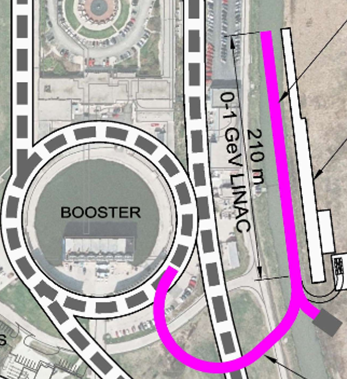 BOOSTER
210 m
0-1 GeV LINAC
S